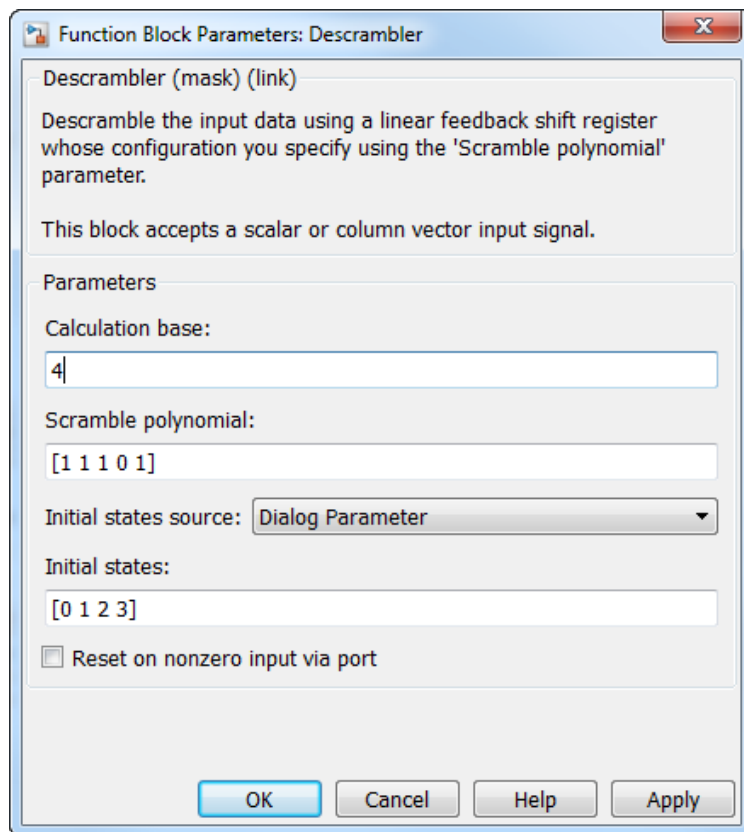 Function Block Parameters: Descrambler
Descrambler (mask) (link)
Descramble the input data using a linear feedback shift register
whose configuration you specify using the 'Scramble polynomial'
parameter.
This block accepts a scalar or column vector input signal.
Parameters
Calculation base:
4
Scramble polynomial:
[1 1 1 0 1]
Initial states source: Dialog Parameter
Initial states:
[0 1 2 3]
Reset on nonzero input via port
OK Cancel Help Apply